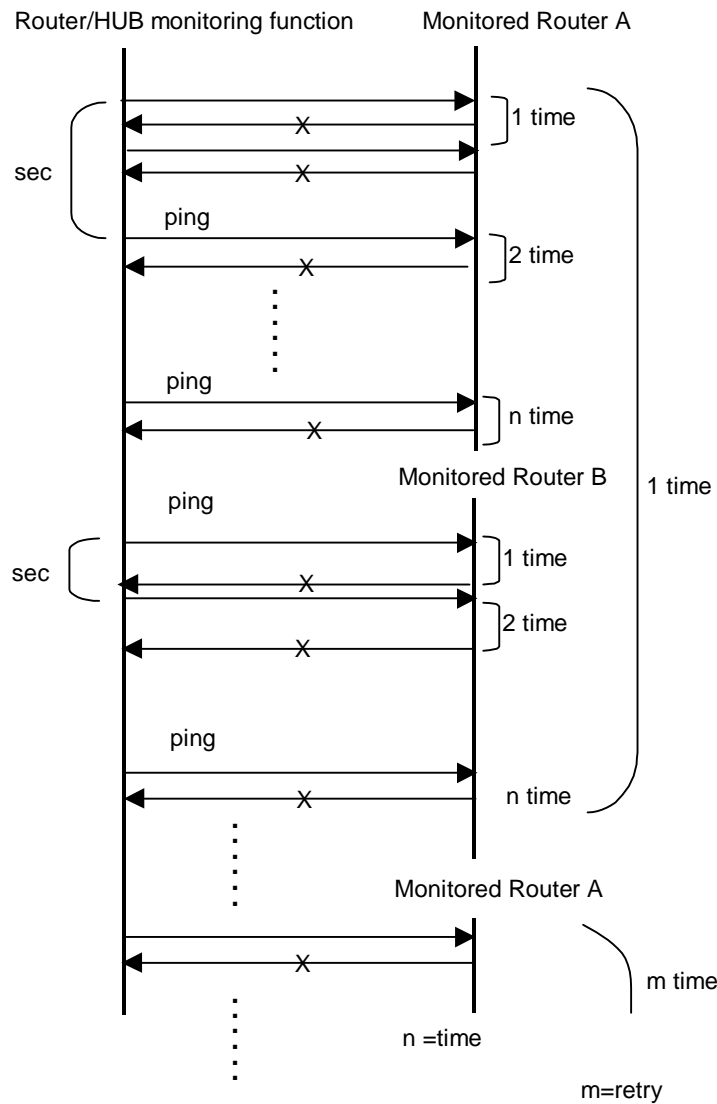 Router/HUB monitoring function
Monitored Router A
X
1 time
sec
X
ping
X
2 time
ping
X
n time
Monitored Router B
1 time
ping
sec
X
1 time
X
2 time
ping
X
n time
Monitored Router A
X
m time
n =time
m=retry